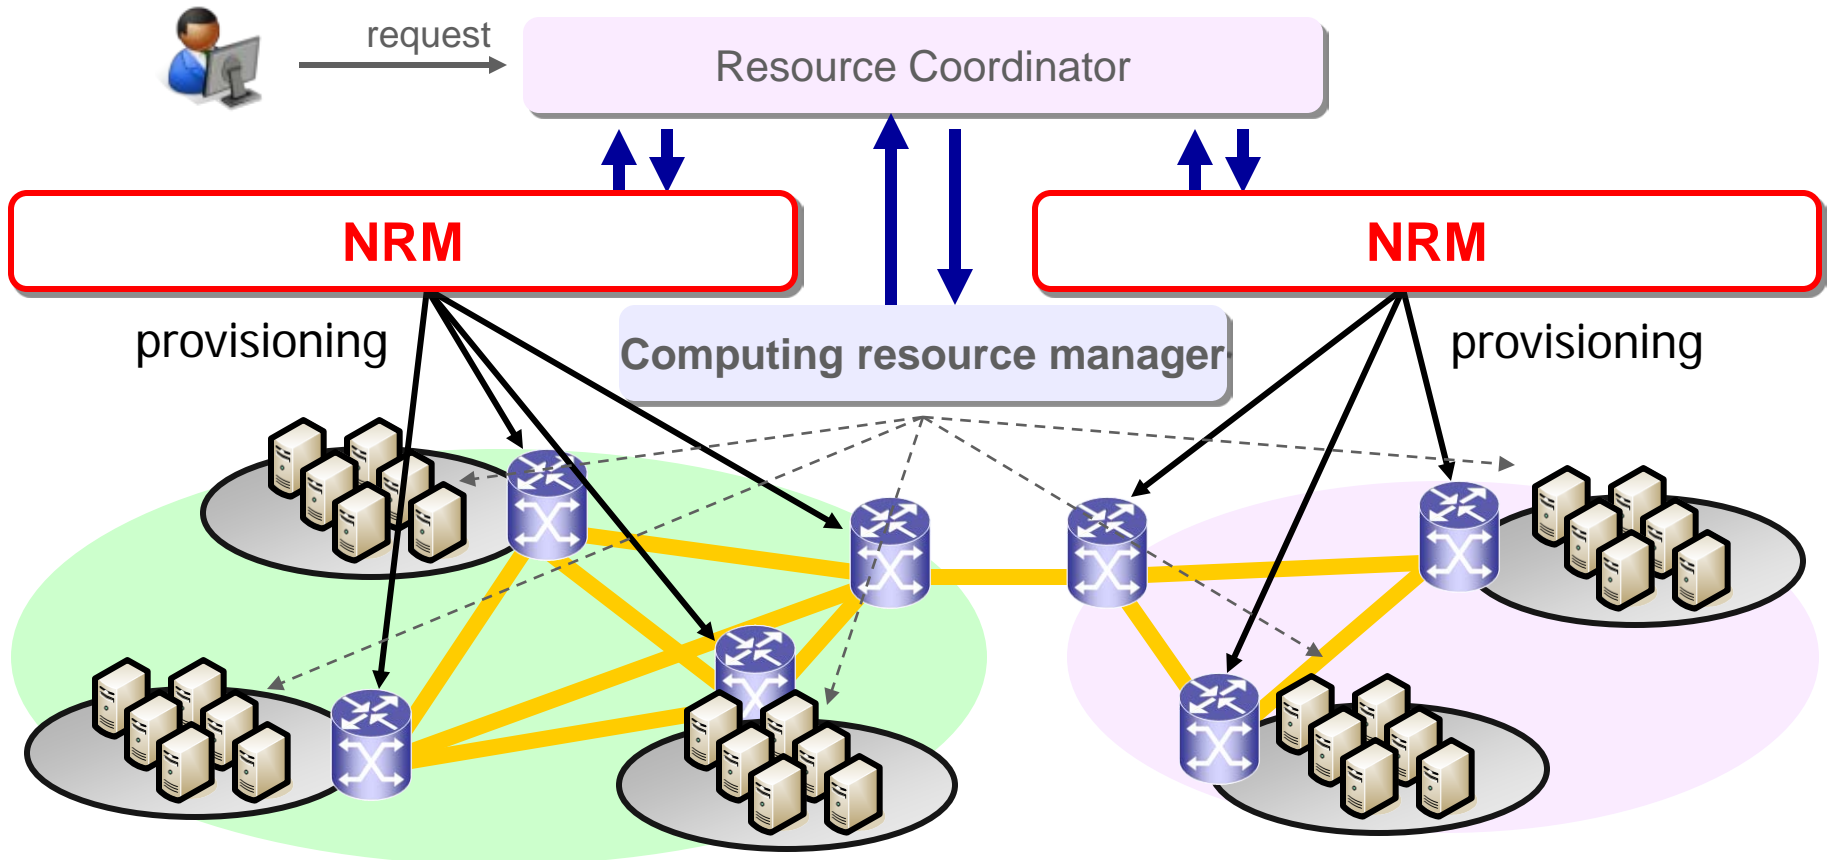 request
Resource Coordinator
NRM
NRM
provisioning
Computing resource manager
provisioning